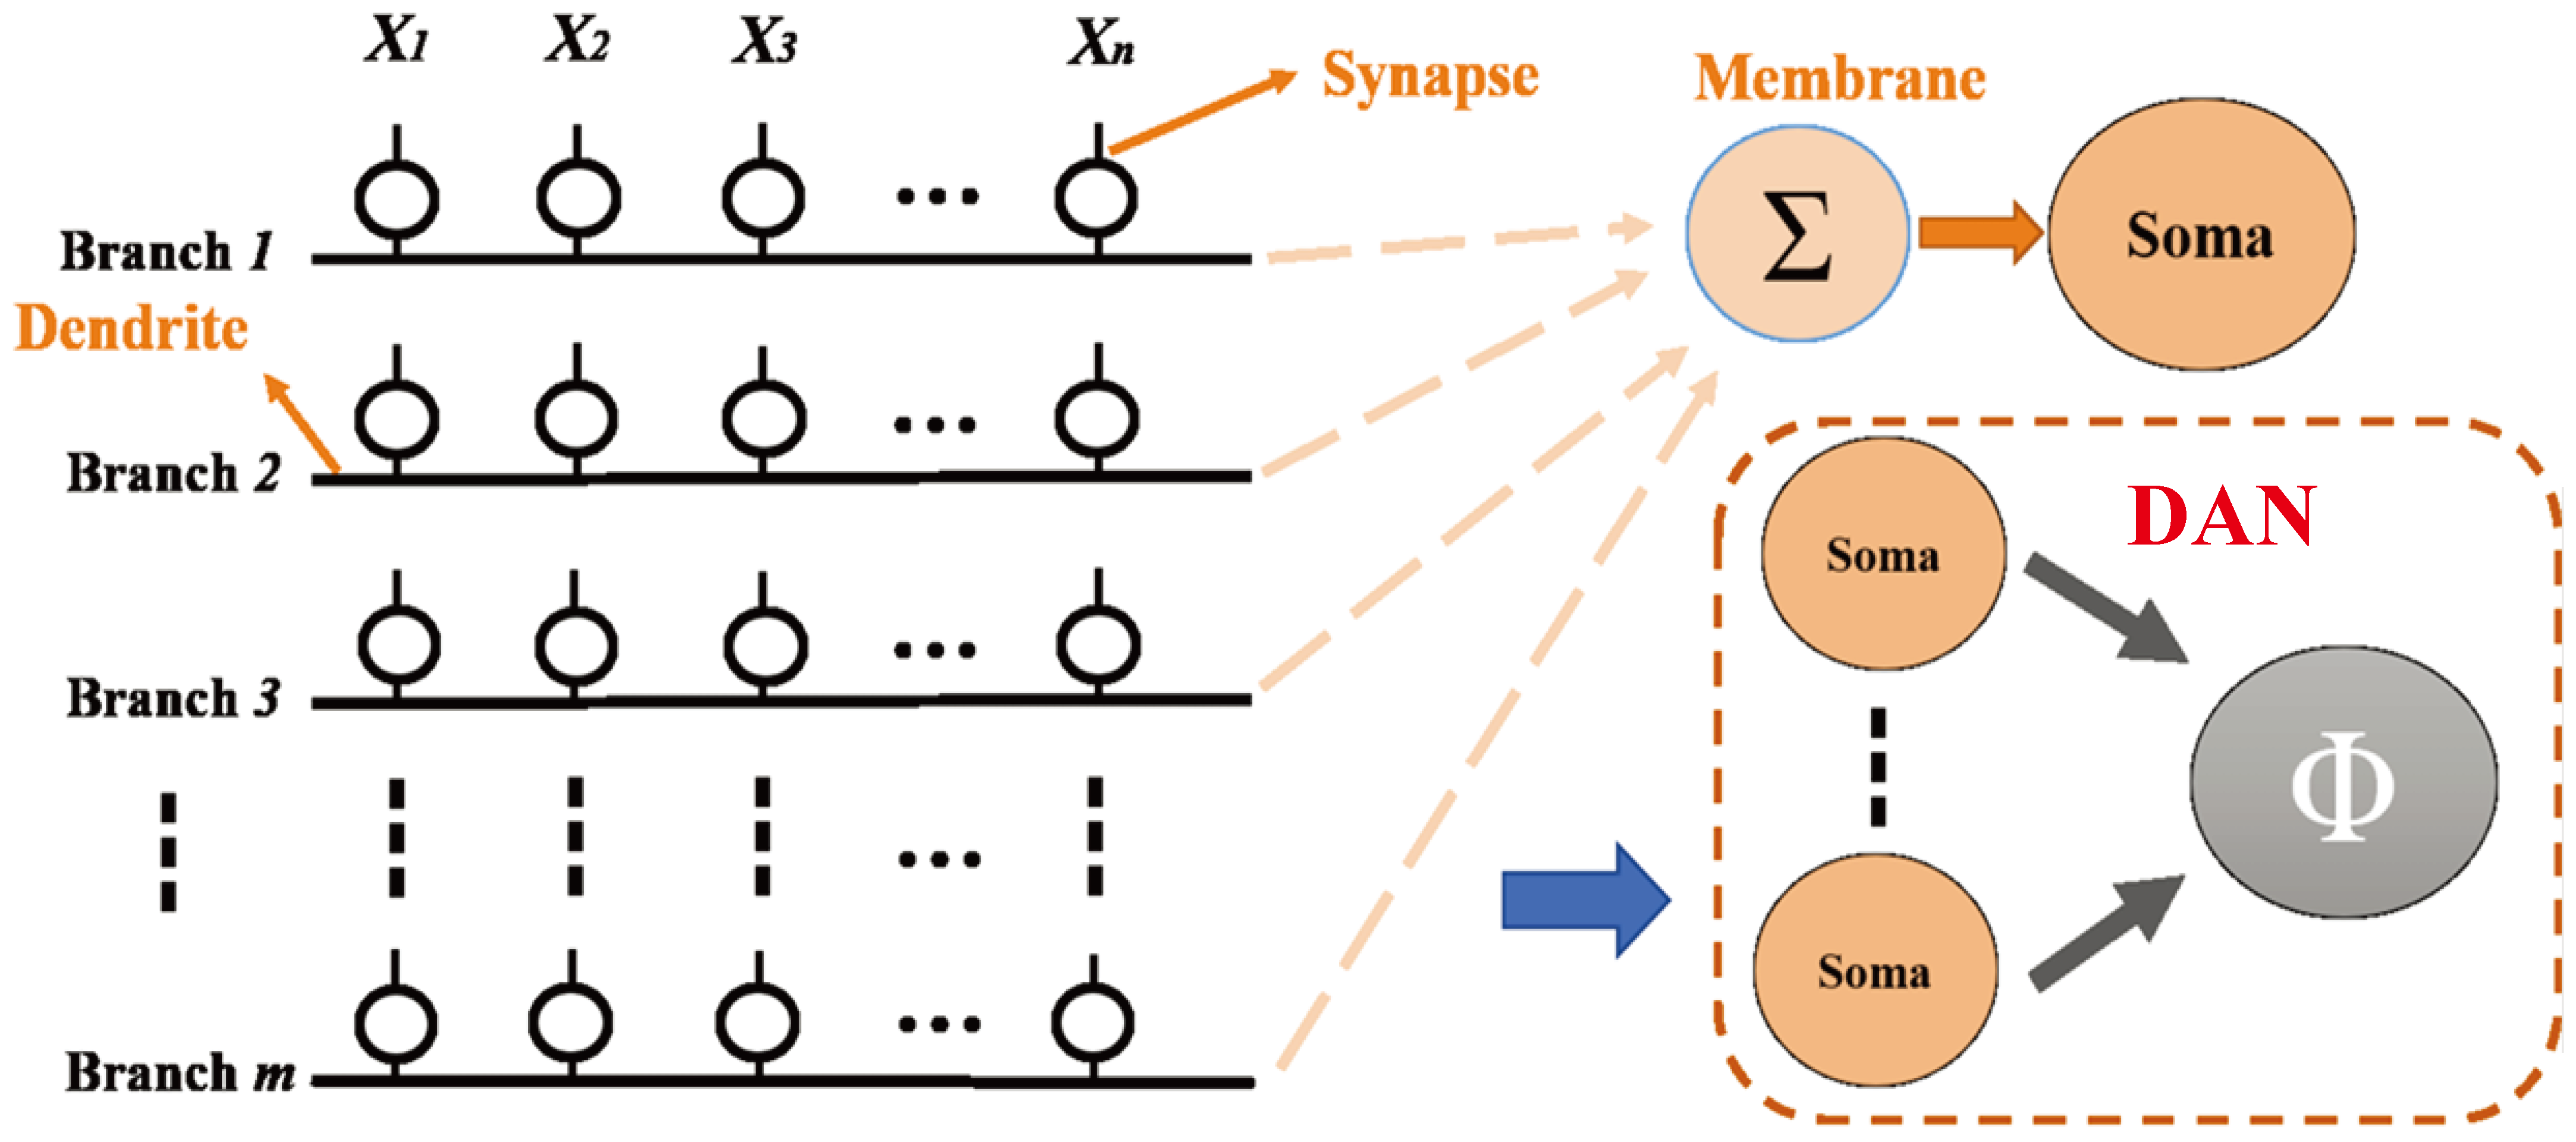 X1 X2 X3 ... Xn
Synapse
Membrane
Σ
Soma
Branch 1
...
Dendrite
Branch 2
...
Branch 3
...
...
Branch m
...
DAN
Soma
Φ
Soma